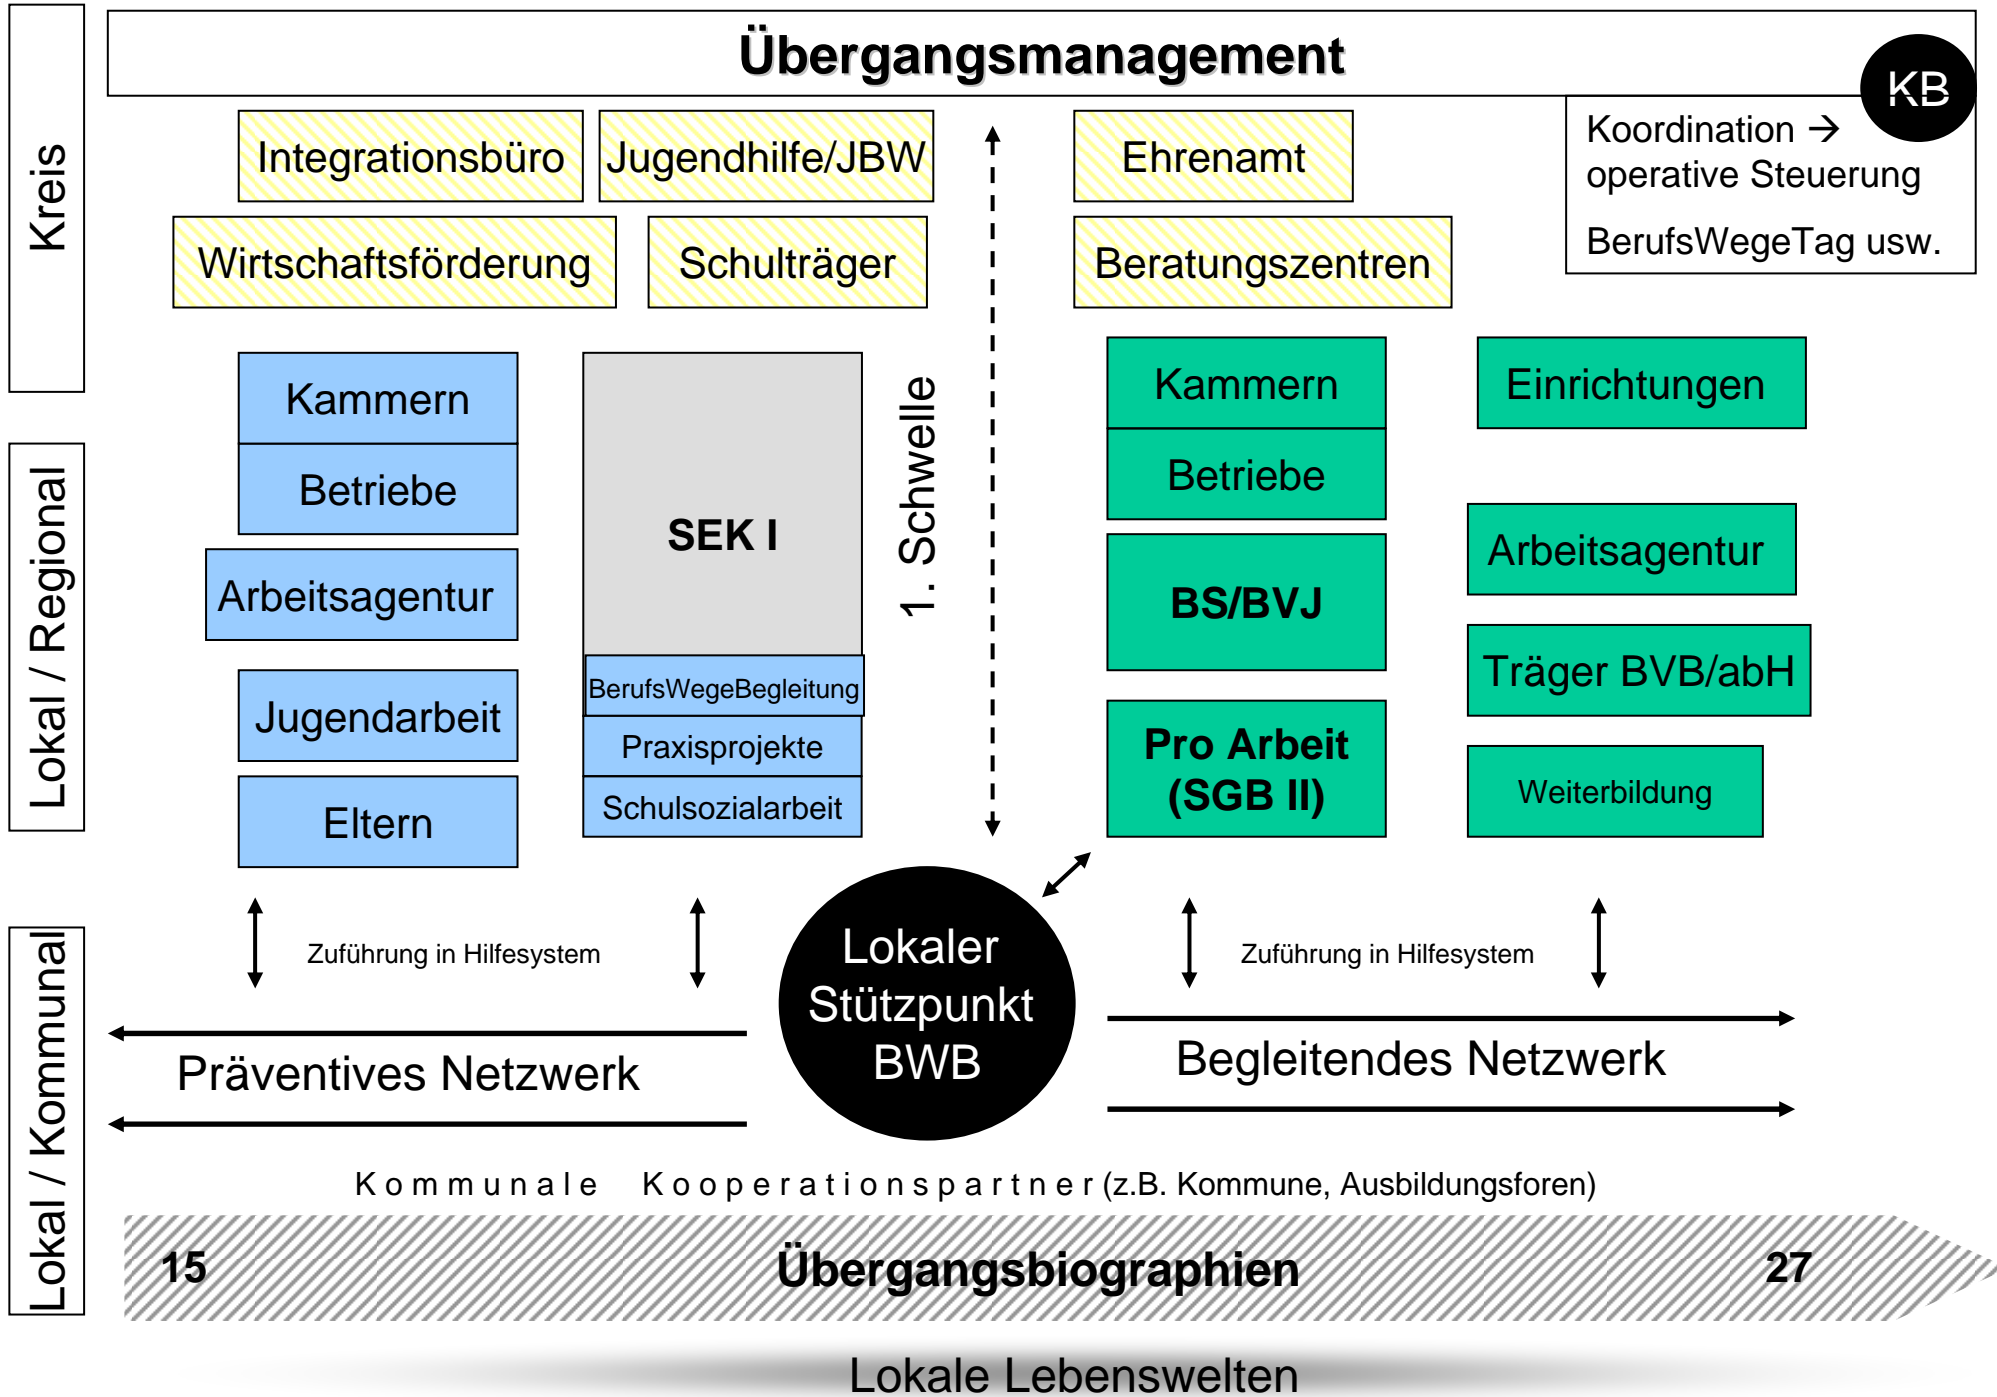 Übergangsmanagement
KB
Kreis
Integrationsbüro
Jugendhilfe/JBW
Ehrenamt
Koordination →
operative Steuerung
BerufsWegeTag usw.
Wirtschaftsförderung
Schulträger
Beratungszentren
Lokal / Regional
Kammern
Betriebe
Arbeitsagentur
Jugendarbeit
Eltern
SEK I
BerufsWegeBegleitung
Praxisprojekte
Schulsozialarbeit
1. Schwelle
Kammern
Betriebe
BS/BVJ
Pro Arbeit
(SGB II)
Einrichtungen
Arbeitsagentur
Träger BVB/abH
Weiterbildung
Lokal / Kommunal
Zuführung in Hilfesystem
Lokaler
Stützpunkt
BWB
Zuführung in Hilfesystem
Präventives Netzwerk
Begleitendes Netzwerk
K o m m u n a l e K o o p e r a t i o n s p a r t n e r (z.B. Kommune, Ausbildungsforen)
15 Übergangsbiographien 27
Lokale Lebenswelten